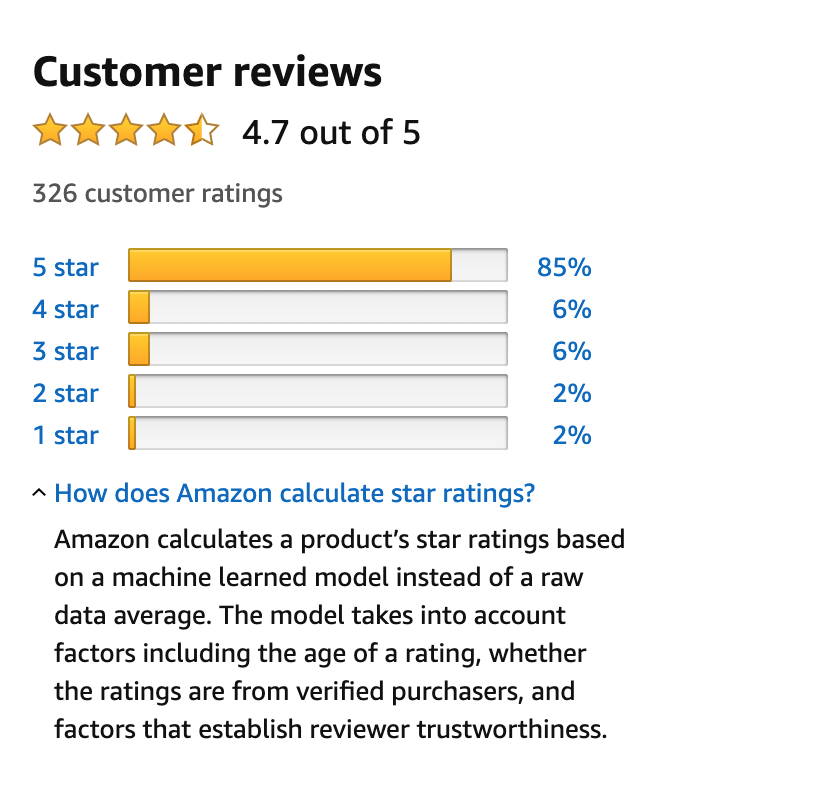 Customer reviews
4.7 out of 5
326 customer ratings
5 star 85%
4 star 6%
3 star 6%
2 star 2%
1 star 2%
How does Amazon calculate star ratings?
Amazon calculates a product’s star ratings based
on a machine learned model instead of a raw
data average. The model takes into account
factors including the age of a rating, whether
the ratings are from verified purchasers, and
factors that establish reviewer trustworthiness.